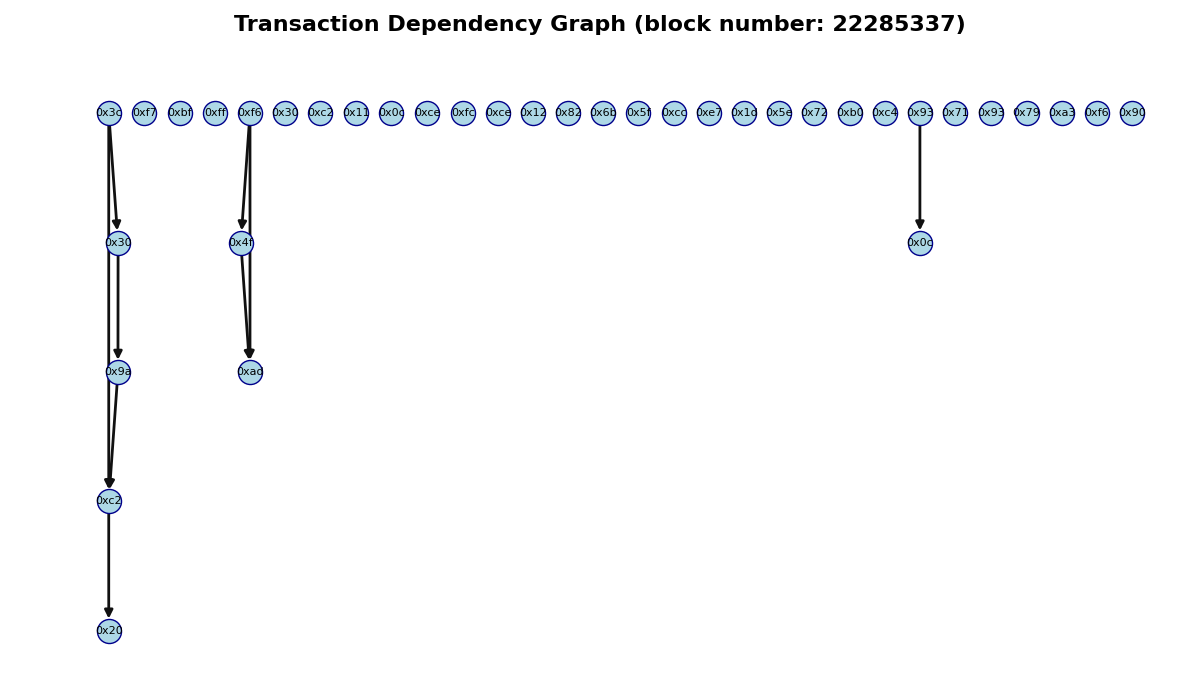 Transaction Dependency Graph (block number: 22285337)
0x3c 0xf7 0xbf 0xff 0xf6 0x30 0xc2 0x11 0x0c 0xce 0xfc 0xce 0x12 0x82 0x6b 0x5f 0xcc 0xe7 0x1d 0x5e 0x72 0xb0 0xc4 0x93 0x71 0x93 0x79 0xa3 0xf6 0x90
0x30 0x4f 0x0c
0x9a 0xad
0xc2
0x20